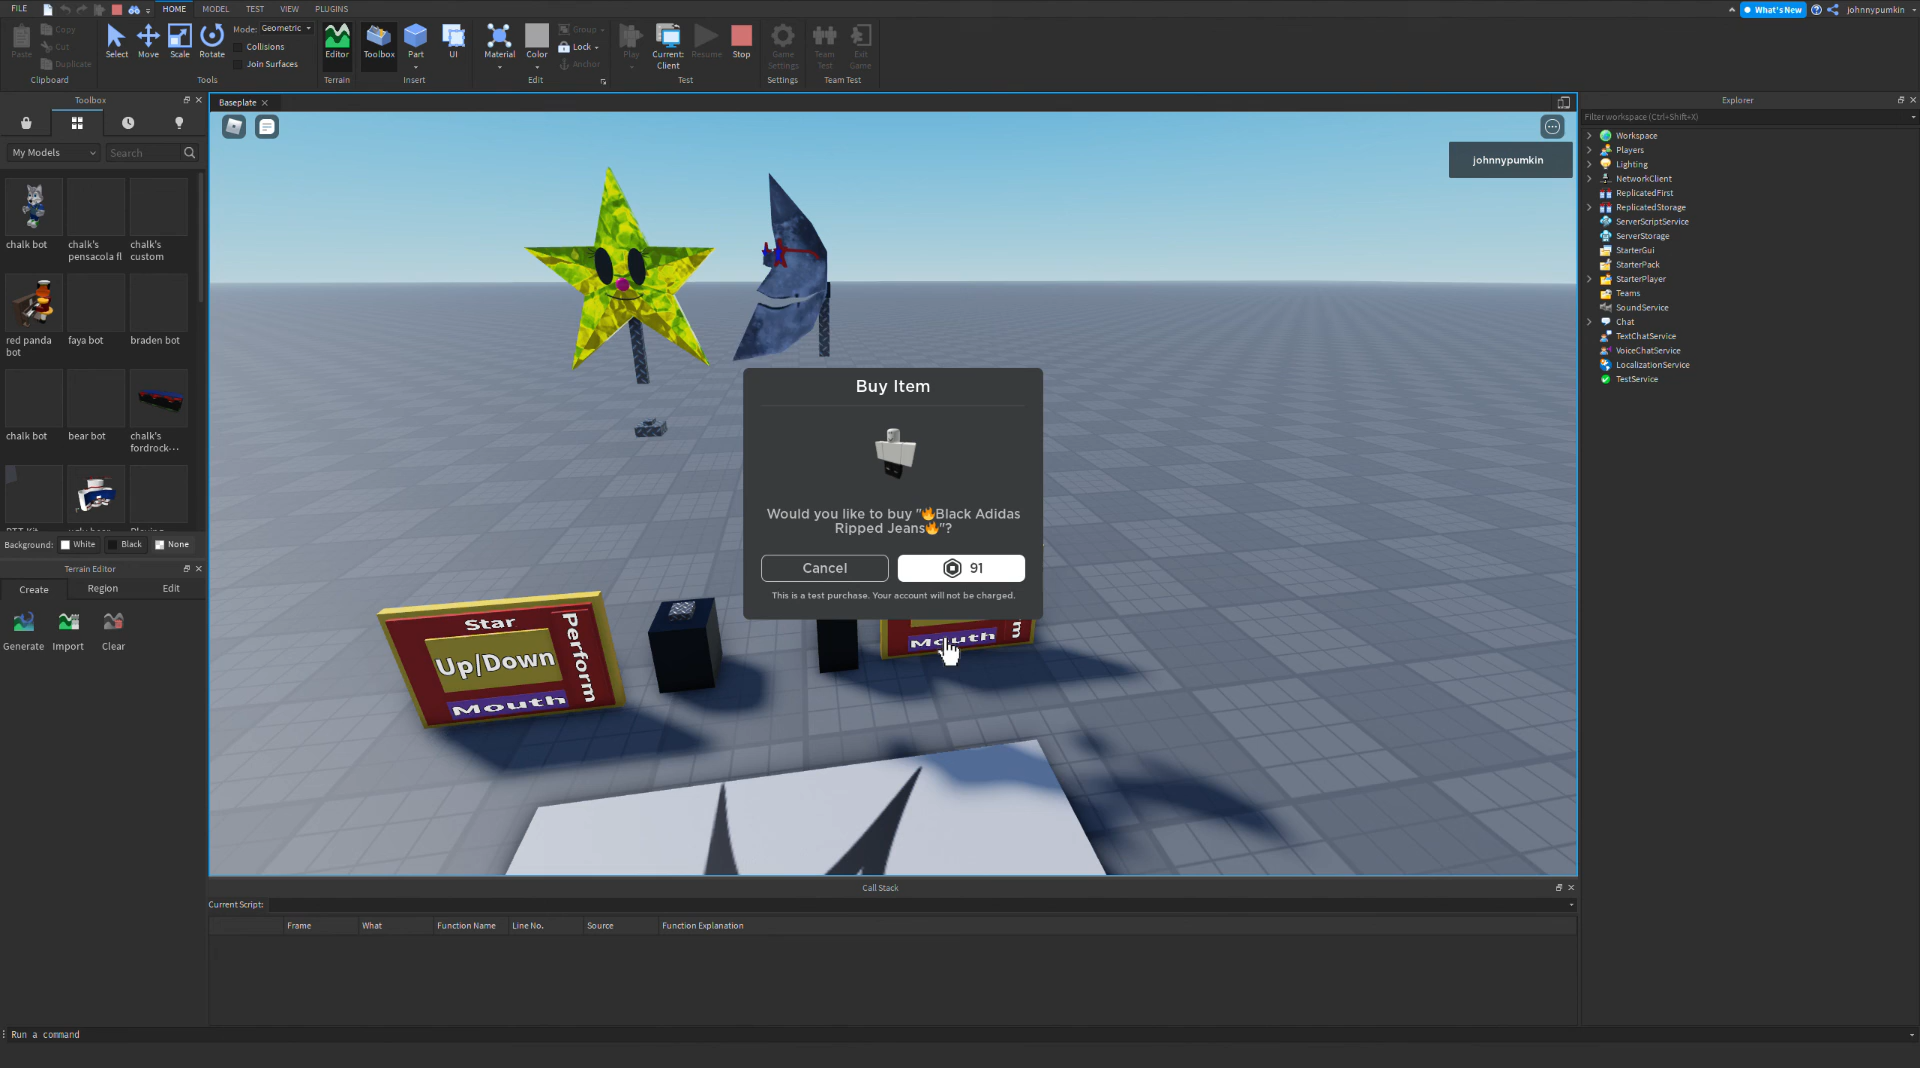 FILE HOME MODEL TEST VIEW PLUGINS What's New johnnypumkin
Paste Copy Cut Duplicate Select Move Scale Rotate Mode: Geometric Collisions Join Surfaces Editor Toolbox Part UI Material Color Group Lock Anchor Play Current: Client Resume Stop Game Settings Team Test Exit Game
Clipboard Tools Terrain Insert Edit Test Settings Team Test
Toolbox
My Models Search
chalk bot
chalk's pensacola fl
chalk's custom
red panda bot
faya bot
braden bot
chalk bot
bear bot
chalk's fordrock...
Background: White Black None
Terrain Editor
Create Region Edit
Generate Import Clear
Baseplate
johnnypumkin
Buy Item
Would you like to buy "🔥Black Adidas
Ripped Jeans🔥"?
Cancel 91
This is a test purchase. Your account will not be charged.
Star
Up|Down
Mouth
Perform
Mouth
Call Stack
Current Script:
Frame What Function Name Line No. Source Function Explanation
Run a command
Explorer
Filter workspace (Ctrl+Shift+X)
Workspace
Players
Lighting
NetworkClient
ReplicatedFirst
ReplicatedStorage
ServerScriptService
ServerStorage
StarterGui
StarterPack
StarterPlayer
Teams
SoundService
Chat
TextChatService
VoiceChatService
LocalizationService
TestService